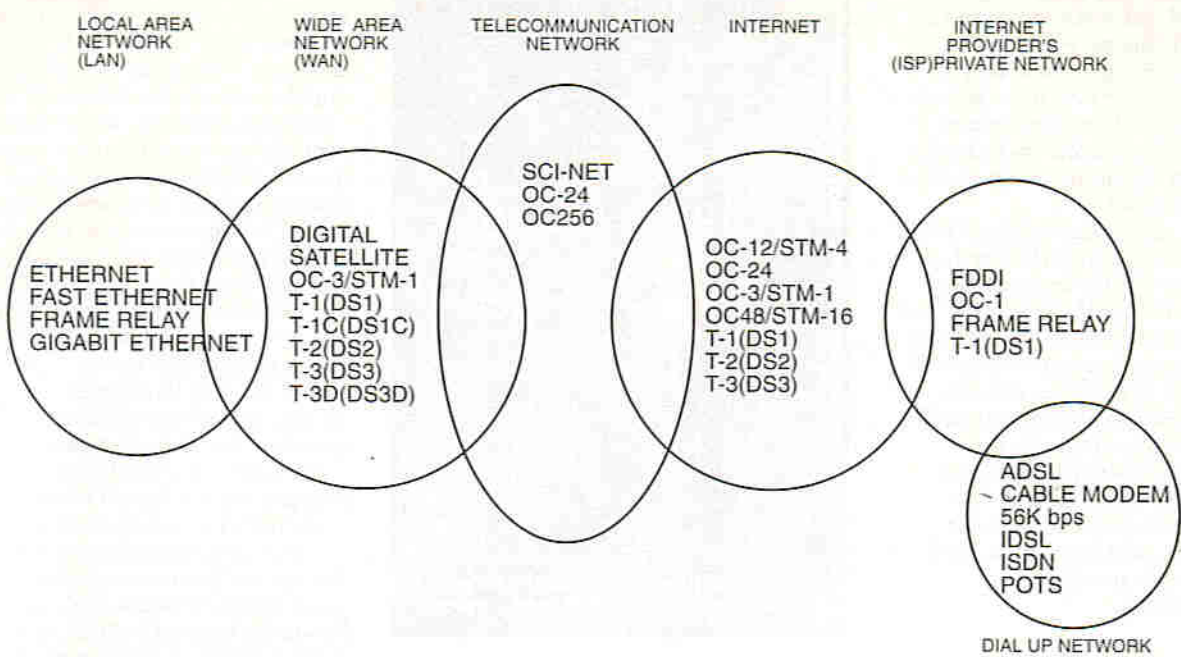 LOCAL AREA
NETWORK
(LAN)
WIDE AREA
NETWORK
(WAN)
TELECOMMUNICATION
NETWORK
INTERNET
INTERNET
PROVIDER'S
(ISP)PRIVATE NETWORK
ETHERNET
FAST ETHERNET
FRAME RELAY
GIGABIT ETHERNET
DIGITAL
SATELLITE
OC-3/STM-1
T-1(DS1)
T-1C(DS1C)
T-2(DS2)
T-3(DS3)
T-3D(DS3D)
SCI-NET
OC-24
OC256
OC-12/STM-4
OC-24
OC-3/STM-1
OC48/STM-16
T-1(DS1)
T-2(DS2)
T-3(DS3)
FDDI
OC-1
FRAME RELAY
T-1(DS1)
ADSL
CABLE MODEM
56K bps
IDSL
ISDN
POTS
DIAL UP NETWORK